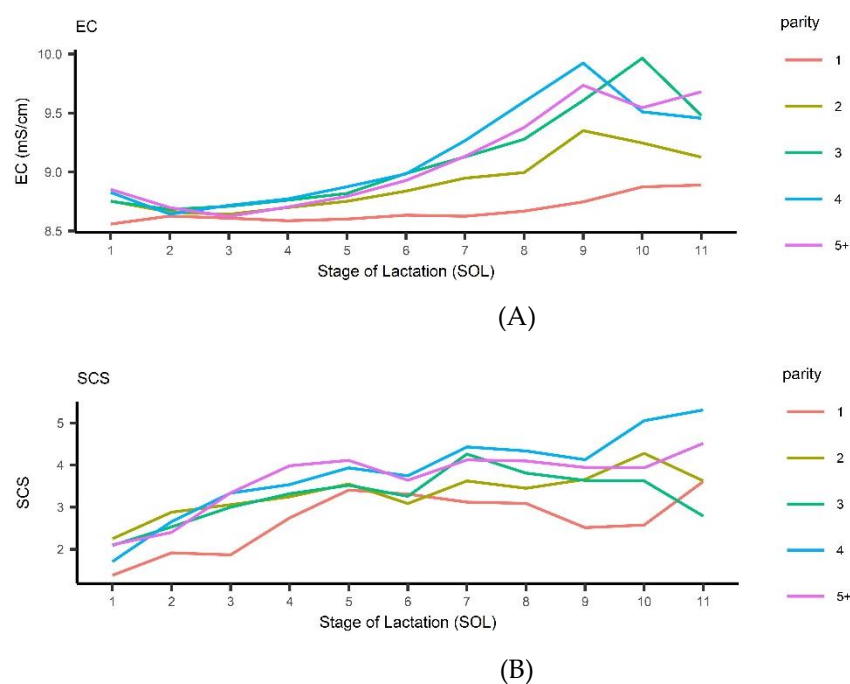 EC
parity
10.0
9.5
9.0
8.5
EC (mS/cm)
1 2 3 4 5 6 7 8 9 10 11
Stage of Lactation (SOL)
1
2
3
4
5+
(A)
SCS
parity
5
4
3
2
SCS
1 2 3 4 5 6 7 8 9 10 11
Stage of Lactation (SOL)
1
2
3
4
5+
(B)